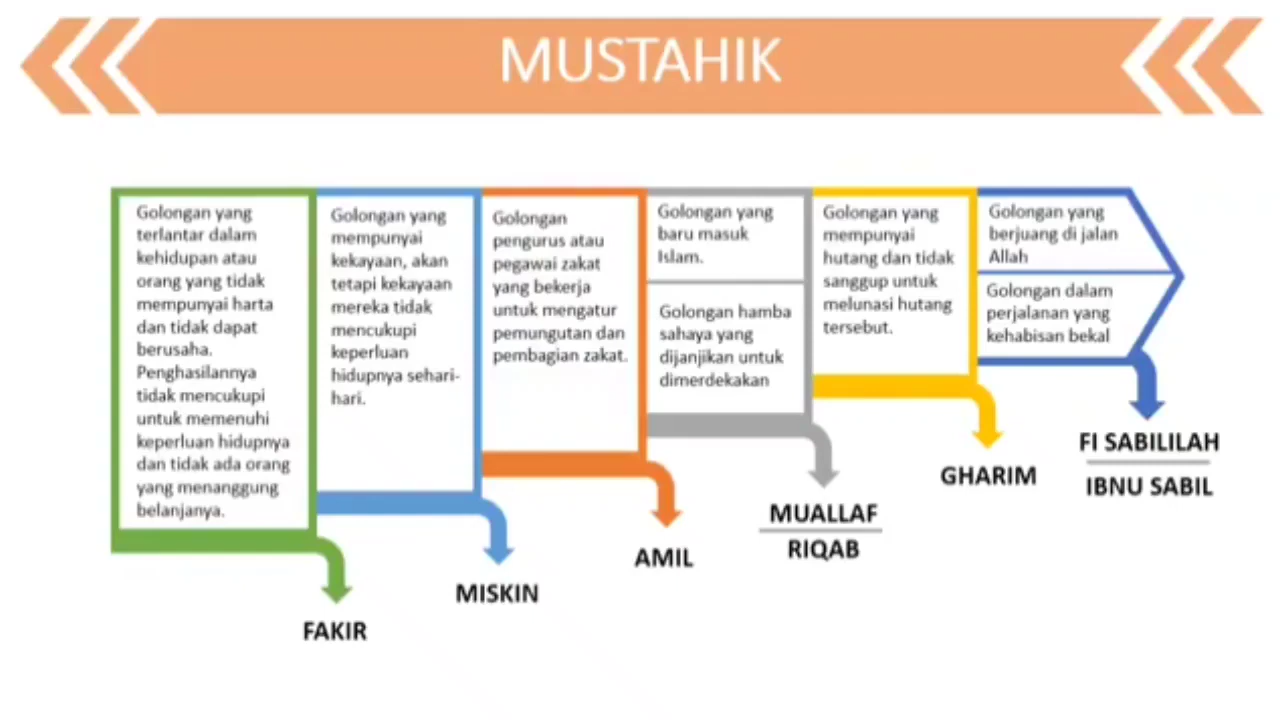 MUSTAHIK
Golongan yang
terlantar dalam
kehidupan atau
orang yang tidak
mempunyai harta
dan tidak dapat
berusaha.
Penghasilannya
tidak mencukupi
untuk memenuhi
keperluan hidupnya
dan tidak ada orang
yang menanggung
belanjanya.
FAKIR
Golongan yang
mempunyai
kekayaan, akan
tetapi kekayaan
mereka tidak
mencukupi
keperluan
hidupnya sehari-
hari.
MISKIN
Golongan
pengurus atau
pegawai zakat
yang bekerja
untuk mengatur
pemungutan dan
pembagian zakat.
AMIL
Golongan yang
baru masuk
Islam.
Golongan hamba
sahaya yang
dijanjikan untuk
dimerdekakan
MUALLAF
RIQAB
Golongan yang
mempunyai
hutang dan tidak
sanggup untuk
melunasi hutang
tersebut.
GHARIM
Golongan yang
berjuang di jalan
Allah
Golongan dalam
perjalanan yang
kehabisan bekal
FI SABILILAH
IBNU SABIL